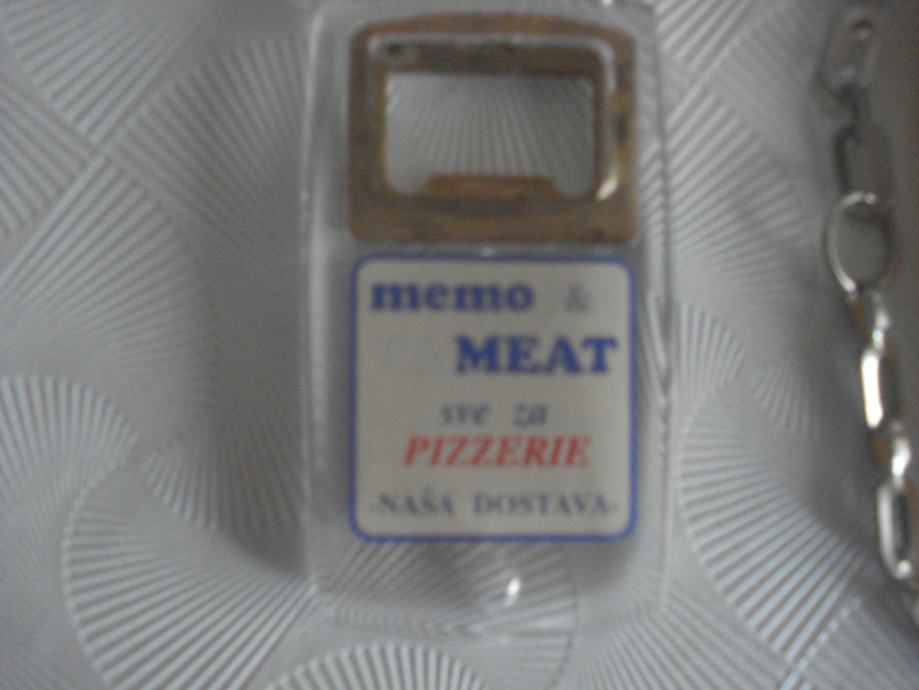 memo &
MEAT
sve za
PIZZERIE
-NAŠA DOSTAVA-